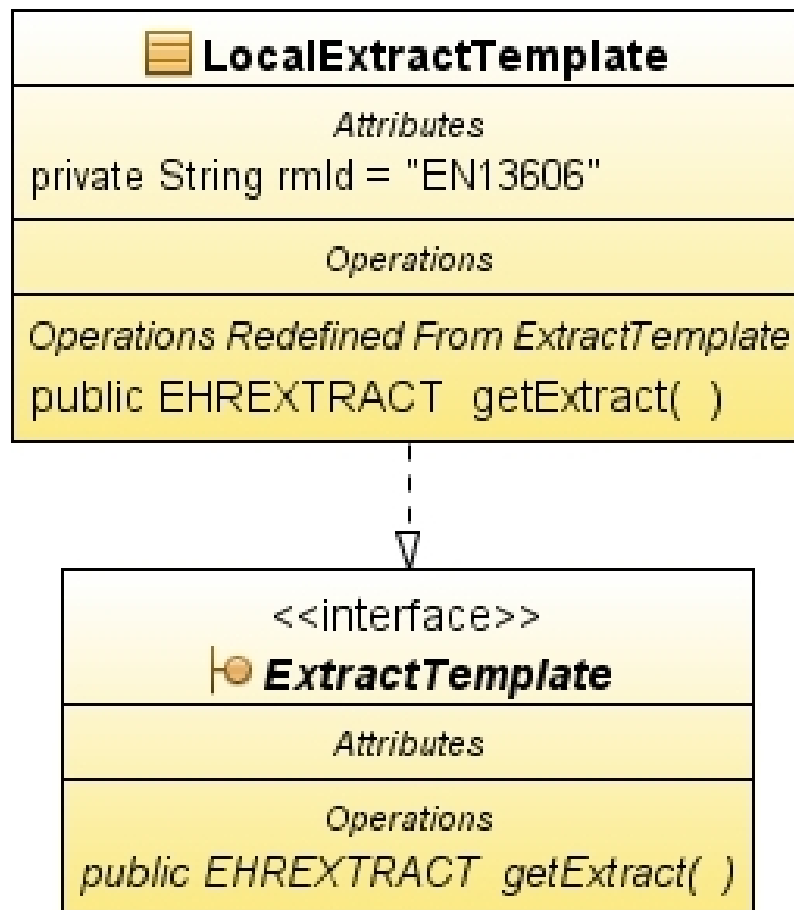 LocalExtractTemplate
Attributes
private String rmId = "EN13606"
Operations
Operations Redefined From ExtractTemplate
public EHREXTRACT getExtract( )
<<interface>>
ExtractTemplate
Attributes
Operations
public EHREXTRACT getExtract( )